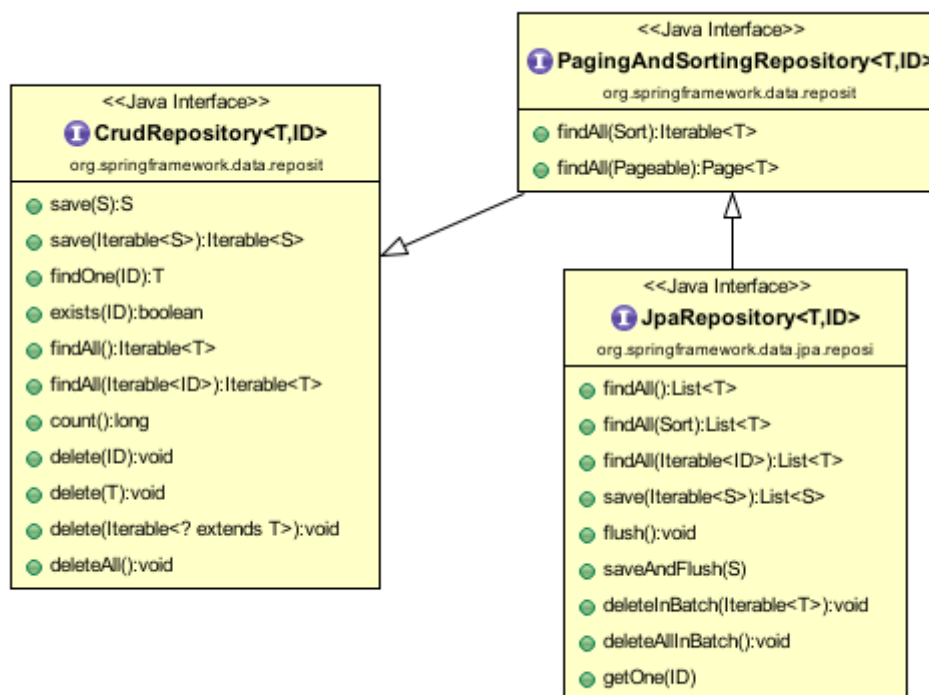 <<Java Interface>>
CrudRepository<T,ID>
org.springframework.data.reposit
save(S):S
save(Iterable<S>):Iterable<S>
findOne(ID):T
exists(ID):boolean
findAll():Iterable<T>
findAll(Iterable<ID>):Iterable<T>
count():long
delete(ID):void
delete(T):void
delete(Iterable<? extends T>):void
deleteAll():void
<<Java Interface>>
PagingAndSortingRepository<T,ID>
org.springframework.data.reposit
findAll(Sort):Iterable<T>
findAll(Pageable):Page<T>
<<Java Interface>>
JpaRepository<T,ID>
org.springframework.data.jpa.reposi
findAll():List<T>
findAll(Sort):List<T>
findAll(Iterable<ID>):List<T>
save(Iterable<S>):List<S>
flush():void
saveAndFlush(S)
deleteInBatch(Iterable<T>):void
deleteAllInBatch():void
getOne(ID)